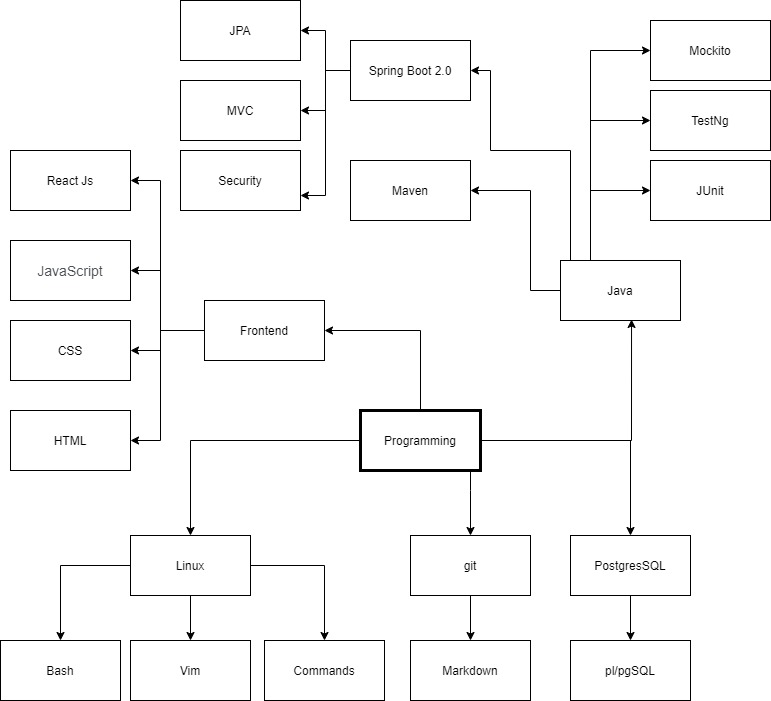 JPA
Mockito
Spring Boot 2.0
MVC
TestNg
React Js
Security
Maven
JUnit
JavaScript
Java
Frontend
CSS
HTML
Programming
Linux
git
PostgresSQL
Bash
Vim
Commands
Markdown
pl/pgSQL